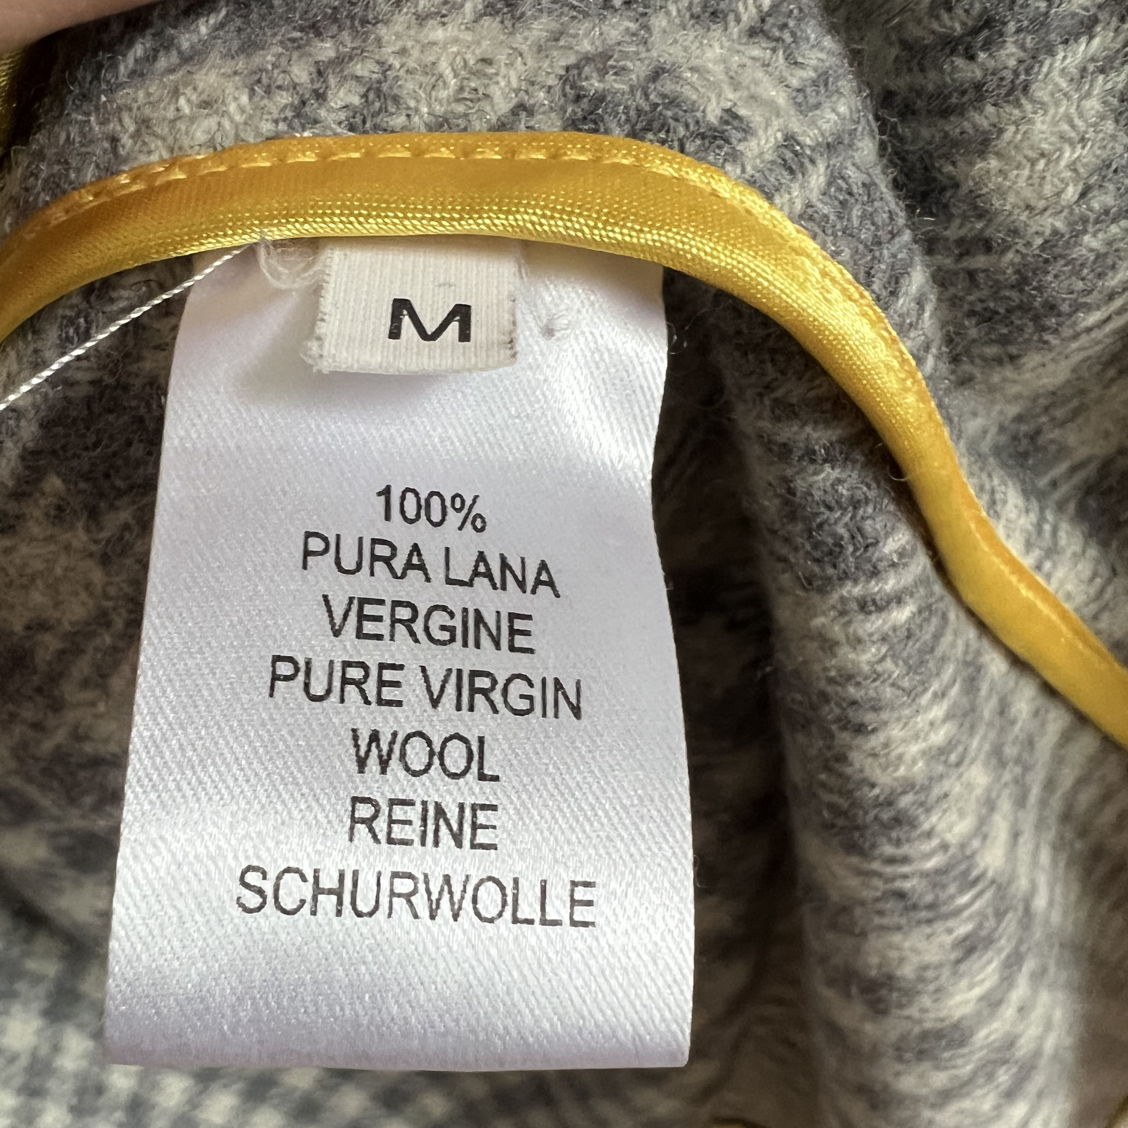 M
100%
PURA LANA
VERGINE
PURE VIRGIN
WOOL
REINE
SCHURWOLLE